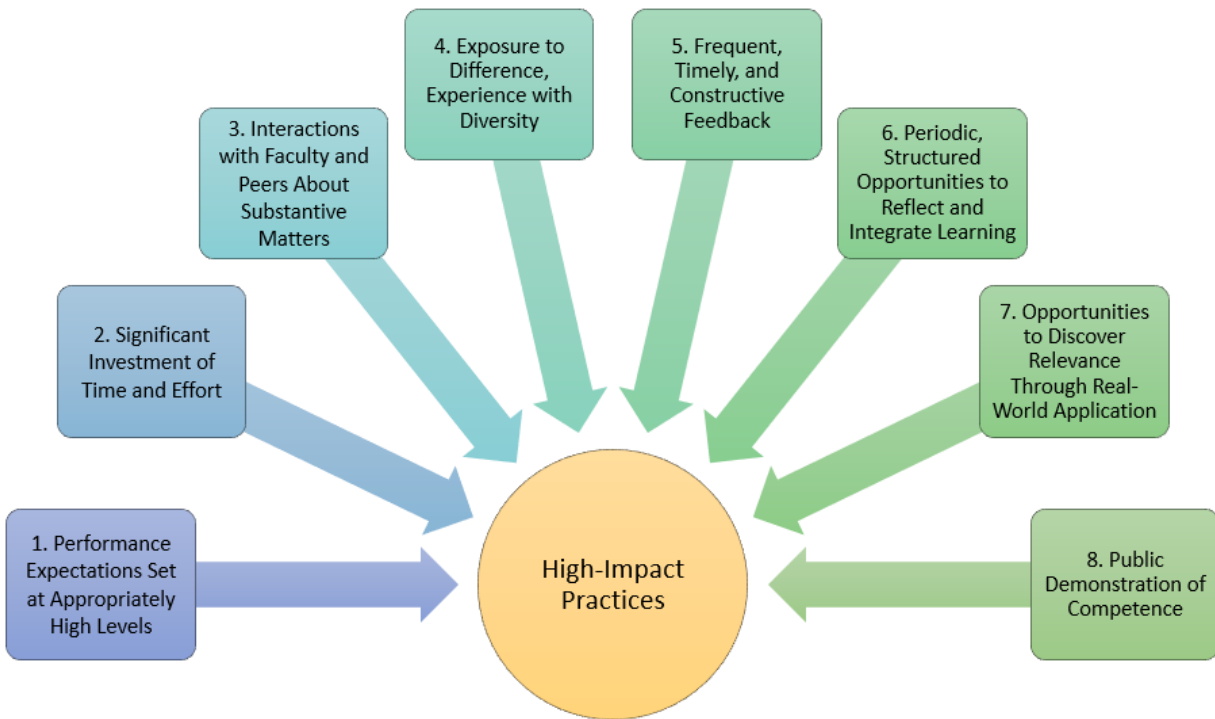 1. Performance
Expectations Set
at Appropriately
High Levels
2. Significant
Investment of
Time and Effort
3. Interactions
with Faculty and
Peers About
Substantive
Matters
4. Exposure to
Difference,
Experience with
Diversity
5. Frequent,
Timely, and
Constructive
Feedback
6. Periodic,
Structured
Opportunities to
Reflect and
Integrate Learning
7. Opportunities
to Discover
Relevance
Through Real-
World Application
8. Public
Demonstration of
Competence
High-Impact
Practices